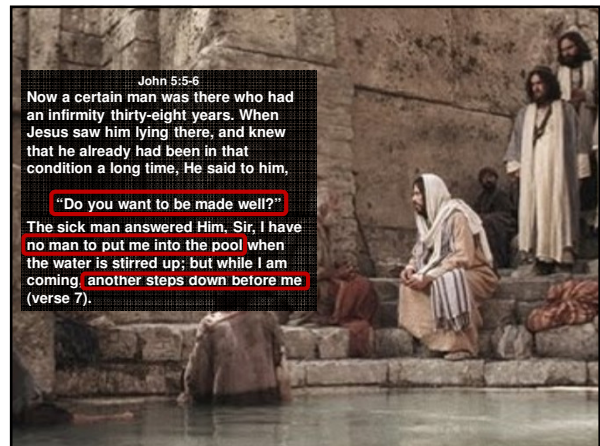 John 5:5-6
Now a certain man was there who had
an infirmity thirty-eight years. When
Jesus saw him lying there, and knew
that he already had been in that
condition a long time, He said to him,
“Do you want to be made well?”
The sick man answered Him, Sir, I have
no man to put me into the pool when
the water is stirred up; but while I am
coming, another steps down before me
(verse 7).